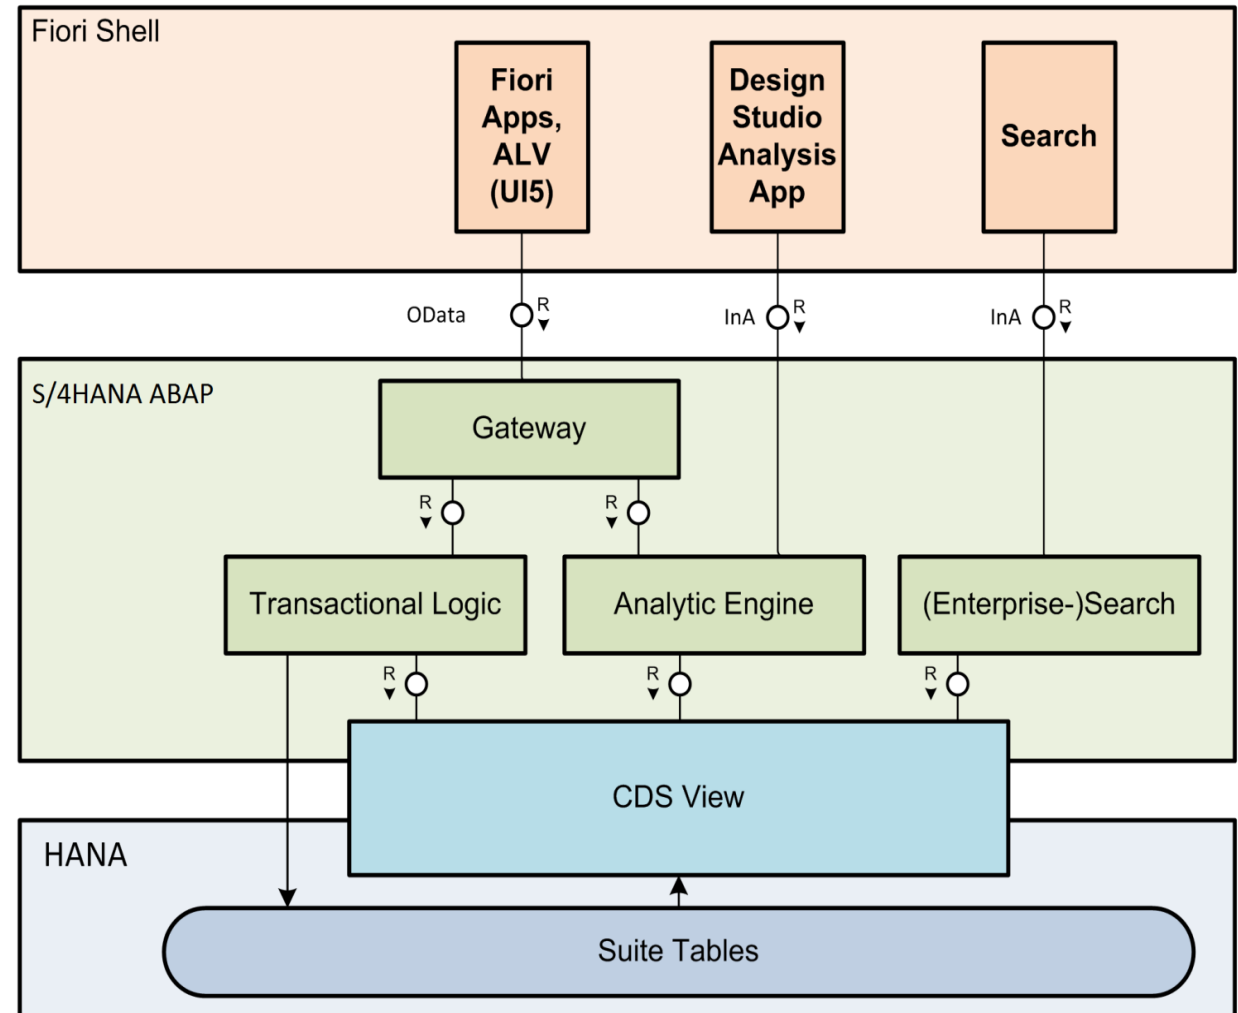 Fiori Shell
Fiori
Apps,
ALV
(UI5)
Design
Studio
Analysis
App
Search
OData
R
InA
R
InA
R
S/4HANA ABAP
Gateway
R
R
Transactional Logic
Analytic Engine
(Enterprise-)Search
R
R
R
CDS View
HANA
Suite Tables